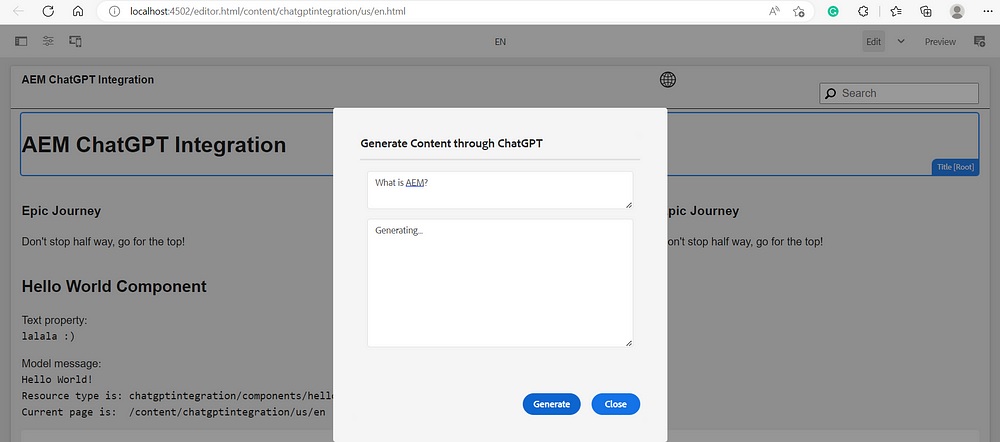 localhost:4502/editor.html/content/chatgptintegration/us/en.html
EN
Edit
Preview
AEM ChatGPT Integration
Search
AEM ChatGPT Integration
Title [Root]
Generate Content through ChatGPT
What is AEM?
Generating...
Generate
Close
Epic Journey
Don't stop half way, go for the top!
pic Journey
on't stop half way, go for the top!
Hello World Component
Text property:
lalala :)
Model message:
Hello World!
Resource type is: chatgptintegration/components/hell
Current page is:  /content/chatgptintegration/us/en